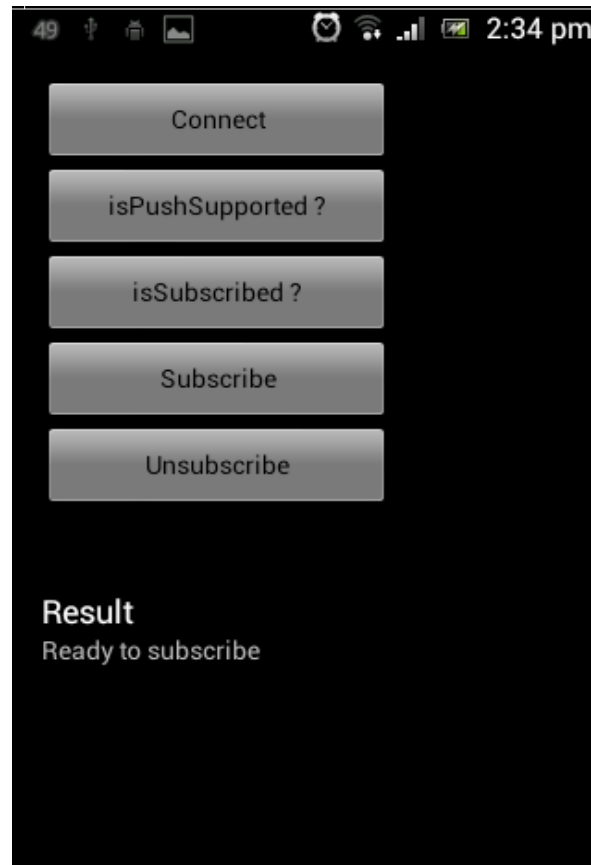 49 2:34 pm
Connect
isPushSupported ?
isSubscribed ?
Subscribe
Unsubscribe
Result
Ready to subscribe